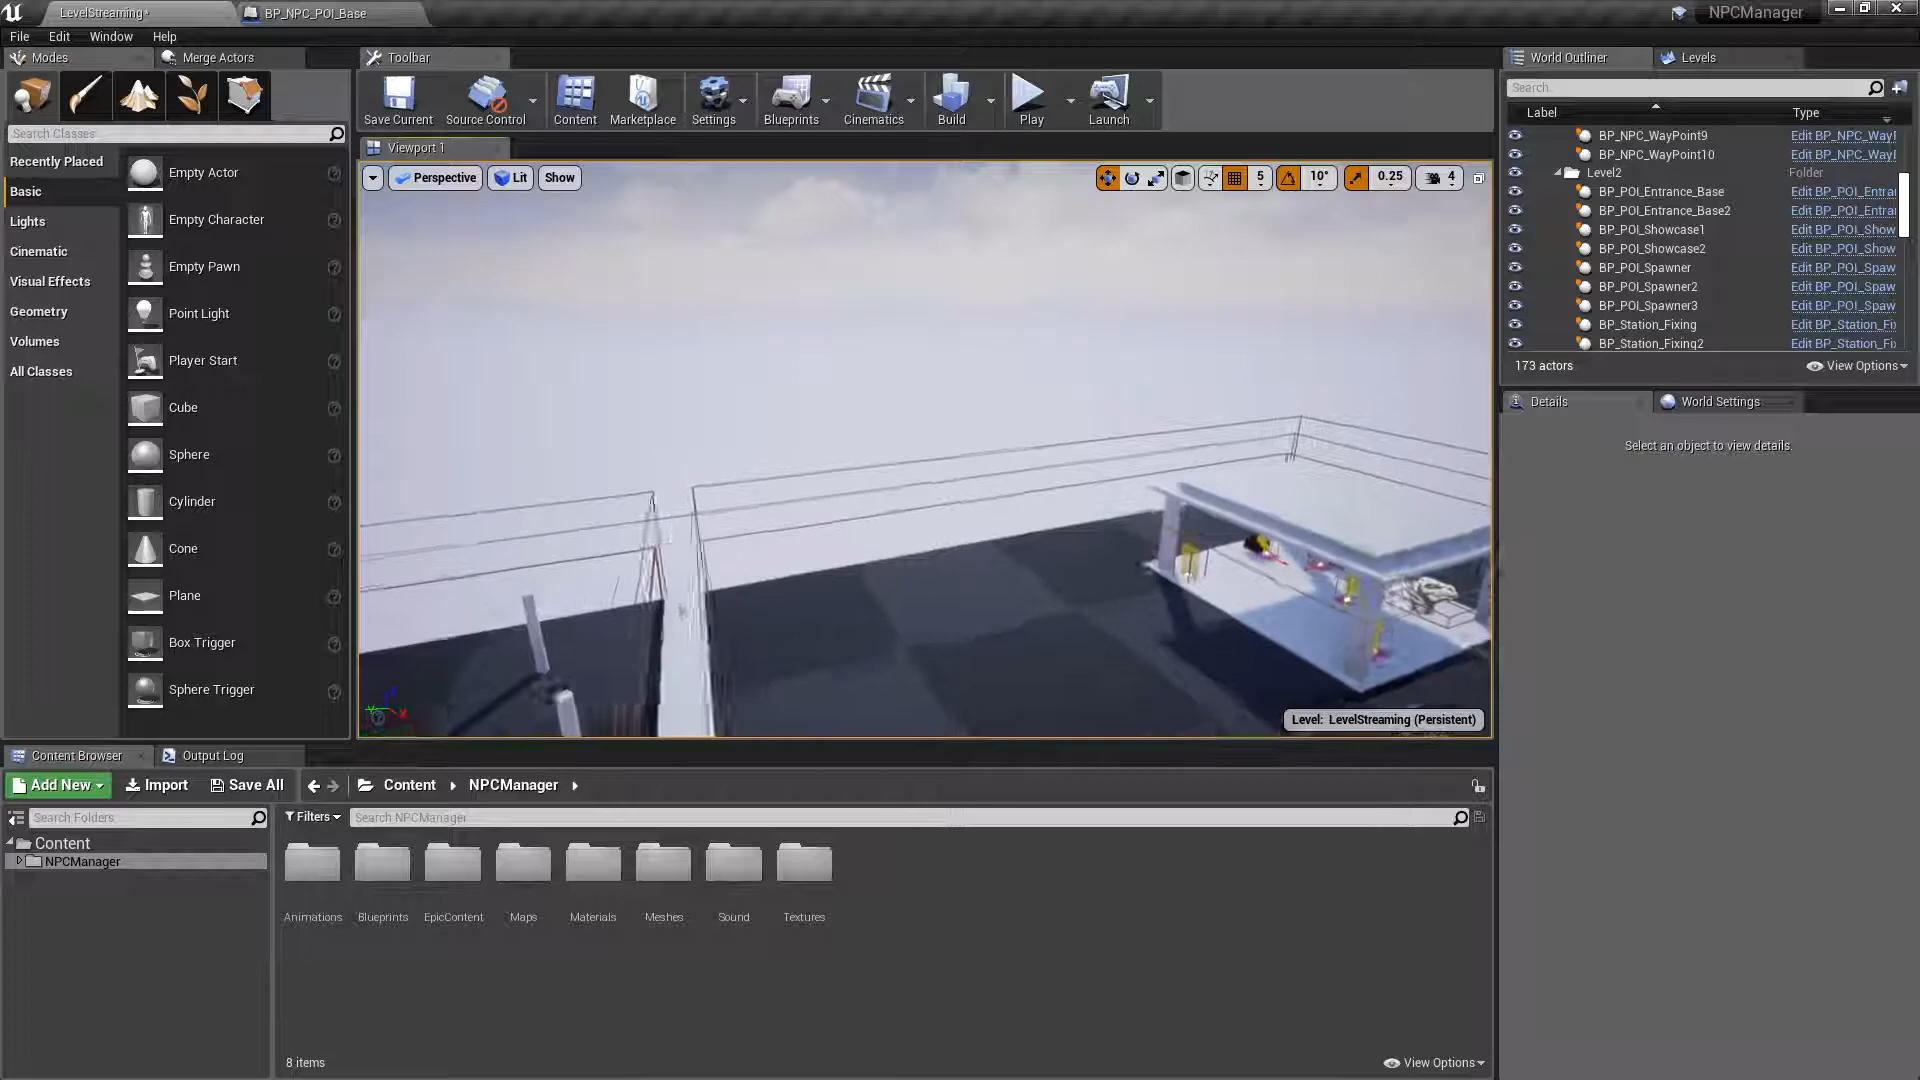 LevelStreaming*
BP_NPC_POI_Base
NPCManager
File Edit Window Help
Modes
Merge Actors
Toolbar
World Outliner
Levels
Save Current
Source Control
Content
Marketplace
Settings
Blueprints
Cinematics
Build
Play
Launch
Search Classes
Viewport 1
Perspective
Lit
Show
5
10°
0.25
4
Recently Placed
Basic
Lights
Cinematic
Visual Effects
Geometry
Volumes
All Classes
Empty Actor
Empty Character
Empty Pawn
Point Light
Player Start
Cube
Sphere
Cylinder
Cone
Plane
Box Trigger
Sphere Trigger
Level: LevelStreaming (Persistent)
Search.
Label Type
BP_NPC_WayPoint9 Edit BP_NPC_Way
BP_NPC_WayPoint10 Edit BP_NPC_Way
Level2 Folder
BP_POI_Entrance_Base Edit BP_POI_Entra
BP_POI_Entrance_Base2 Edit BP_POI_Entra
BP_POI_Showcase1 Edit BP_POI_Show
BP_POI_Showcase2 Edit BP_POI_Show
BP_POI_Spawner Edit BP_POI_Spaw
BP_POI_Spawner2 Edit BP_POI_Spaw
BP_POI_Spawner3 Edit BP_POI_Spaw
BP_Station_Fixing Edit BP_Station_Fi
BP_Station_Fixing2 Edit BP_Station_Fi
173 actors
View Options
Details
World Settings
Select an object to view details.
Content Browser
Output Log
Add New
Import
Save All
Content
NPCManager
Search Folders
Filters
Search NPCManager
Content
NPCManager
Animations
Blueprints
EpicContent
Maps
Materials
Meshes
Sound
Textures
8 items
View Options